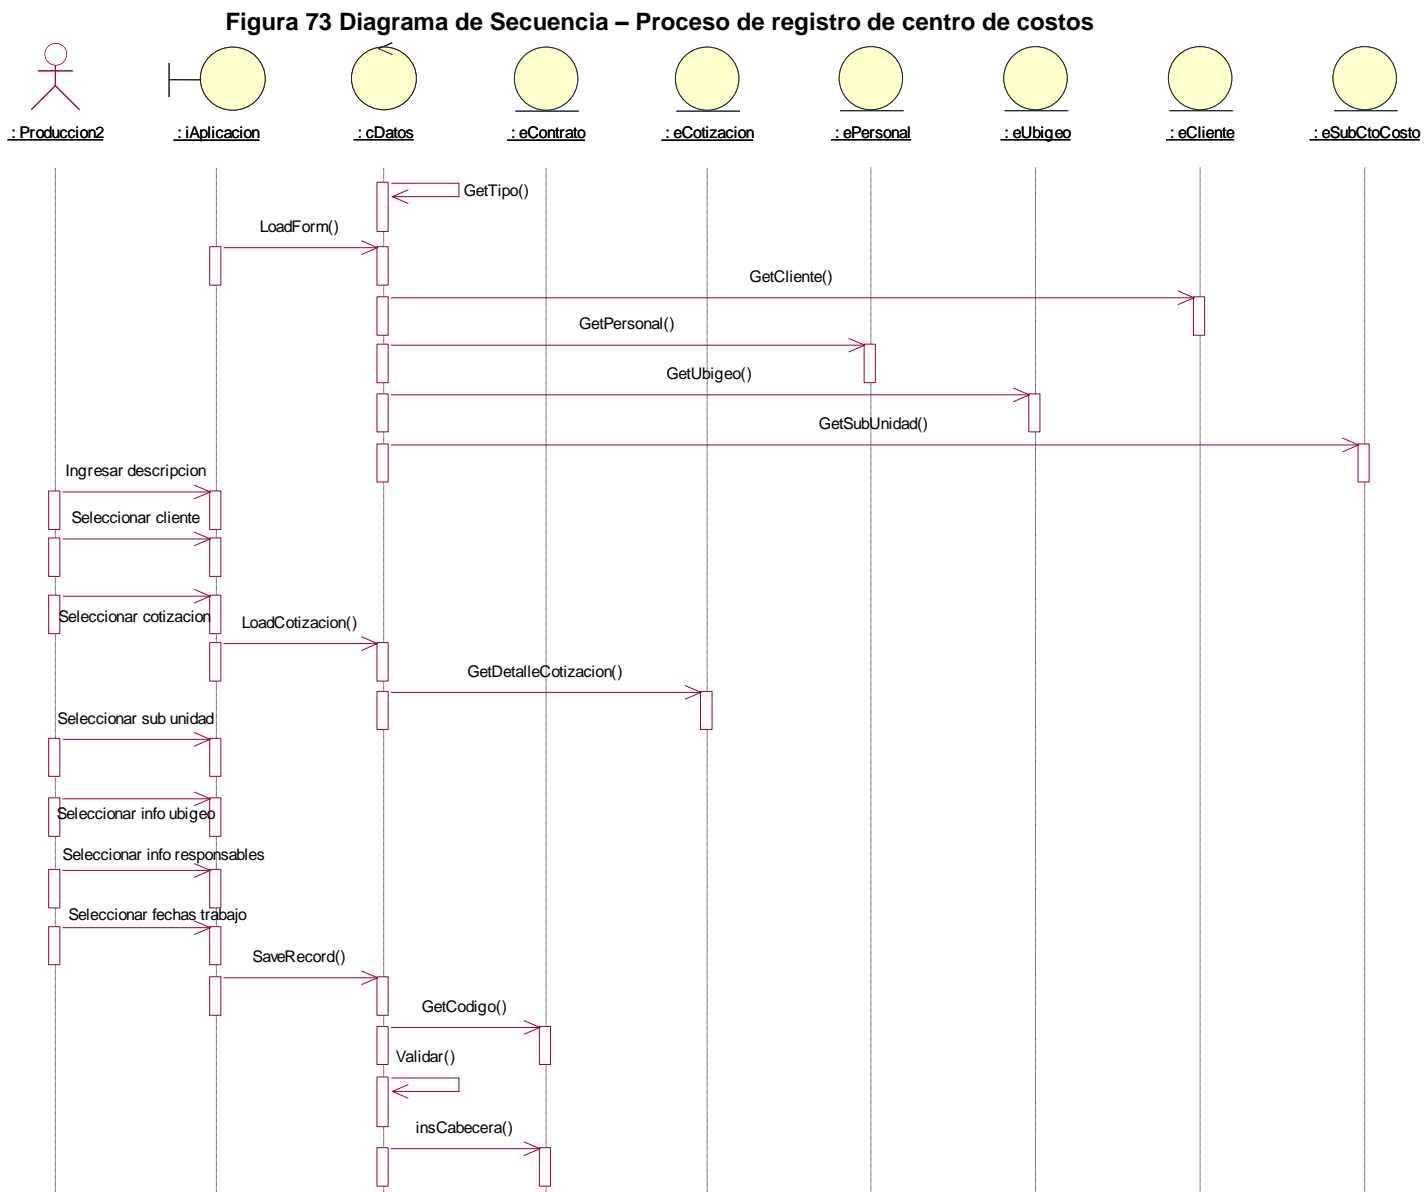 Figura 73 Diagrama de Secuencia – Proceso de registro de centro de costos
: Produccion2
: iAplicacion
: cDatos
: eContrato
: eCotizacion
: ePersonal
: eUbigeo
: eCliente
: eSubCtoCosto
GetTipo()
LoadForm()
GetCliente()
GetPersonal()
GetUbigeo()
GetSubUnidad()
Ingresar descripcion
Seleccionar cliente
Seleccionar cotizacion
LoadCotizacion()
GetDetalleCotizacion()
Seleccionar sub unidad
Seleccionar info ubigeo
Seleccionar info responsables
Seleccionar fechas trabajo
SaveRecord()
GetCodigo()
Validar()
insCabecera()